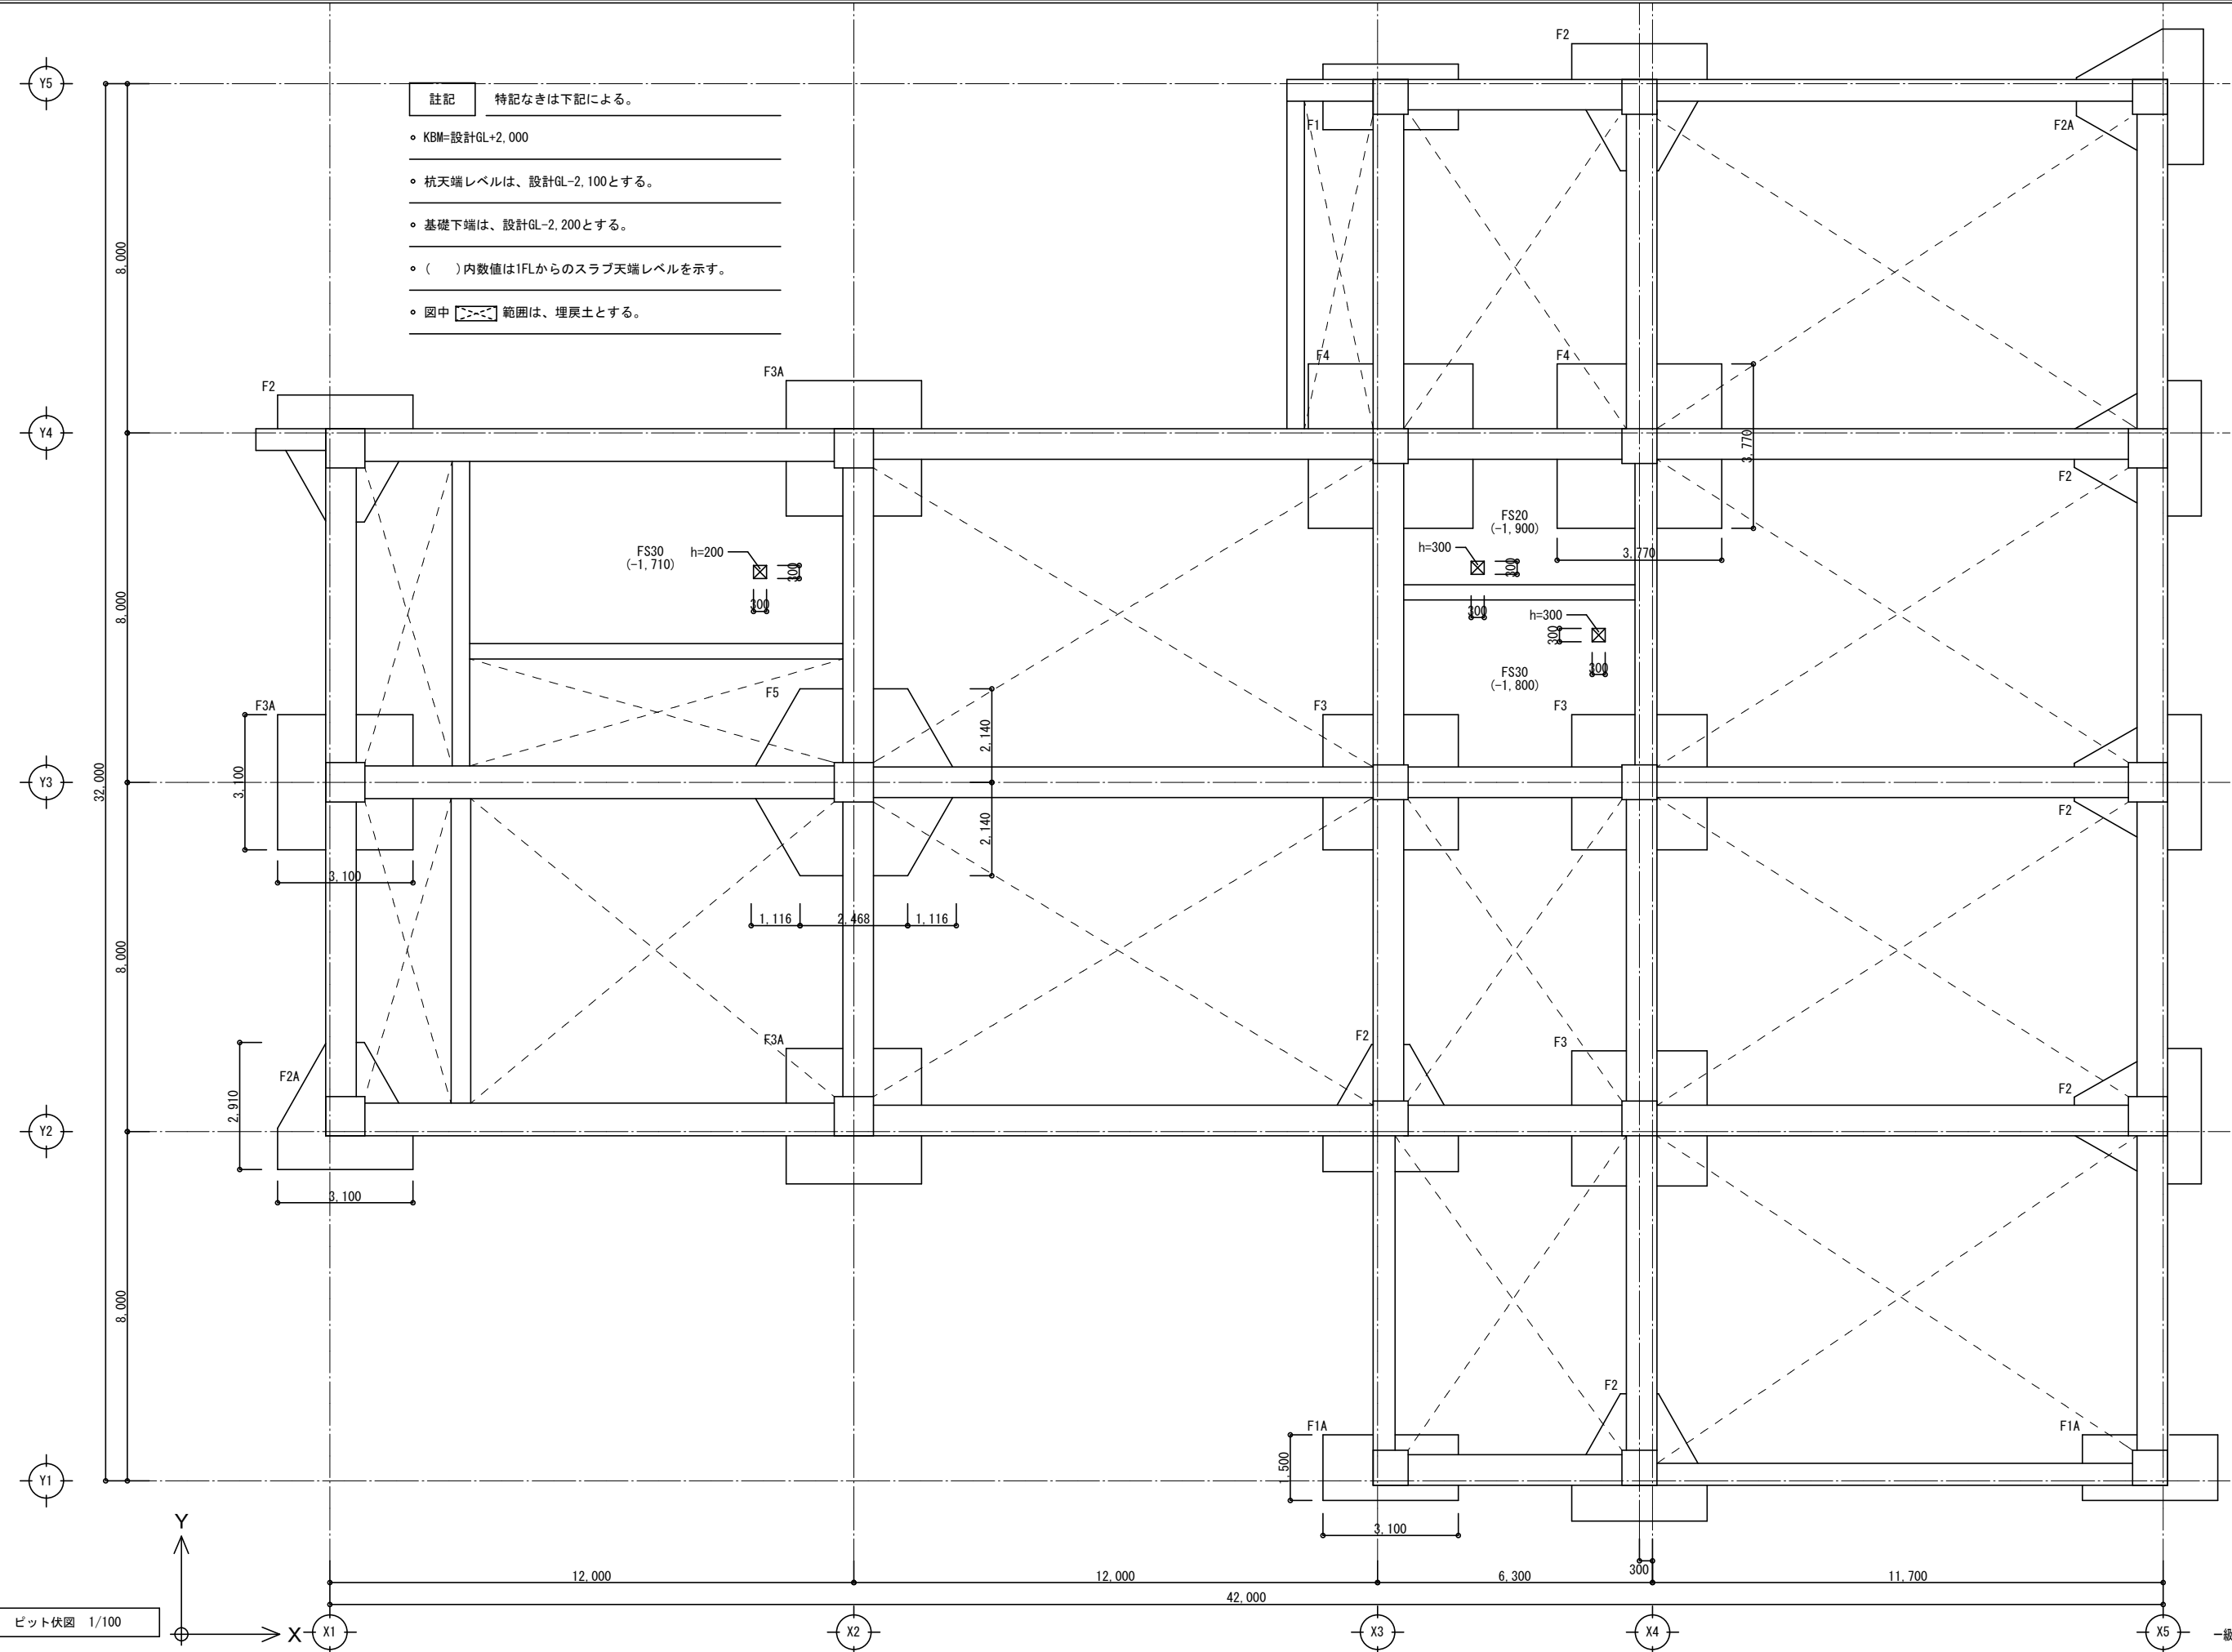 F2
Y5
註記 特記なきは下記による。
F1
F2A
KBM=設計GL+2,000
杭天端レベルは、設計GL-2,100とする。
基礎下端は、設計GL-2,200とする。
8,000
( )内数値は1FLからのスラブ天端レベルを示す。
図中 範囲は、埋戻土とする。
F4
F4
F3A
F2
Y4
3,770
F2
FS20
(-1,900)
FS30
(-1,710)
h=200
300
300
h=300
300
300
3,770
8,000
h=300
300
300
FS30
(-1,800)
F5
F3A
F3
F3
2,140
Y3
32,000
3,100
F2
2,140
3,100
1,116
2,468
1,116
8,000
F3A
F2
F3
F2A
F2
2,910
Y2
3,100
8,000
F2
F1A
F1A
1,500
Y1
3,100
Y
12,000
12,000
6,300
300
11,700
42,000
ピット伏図 1/100
X
X1
X2
X3
X4
X5
一級